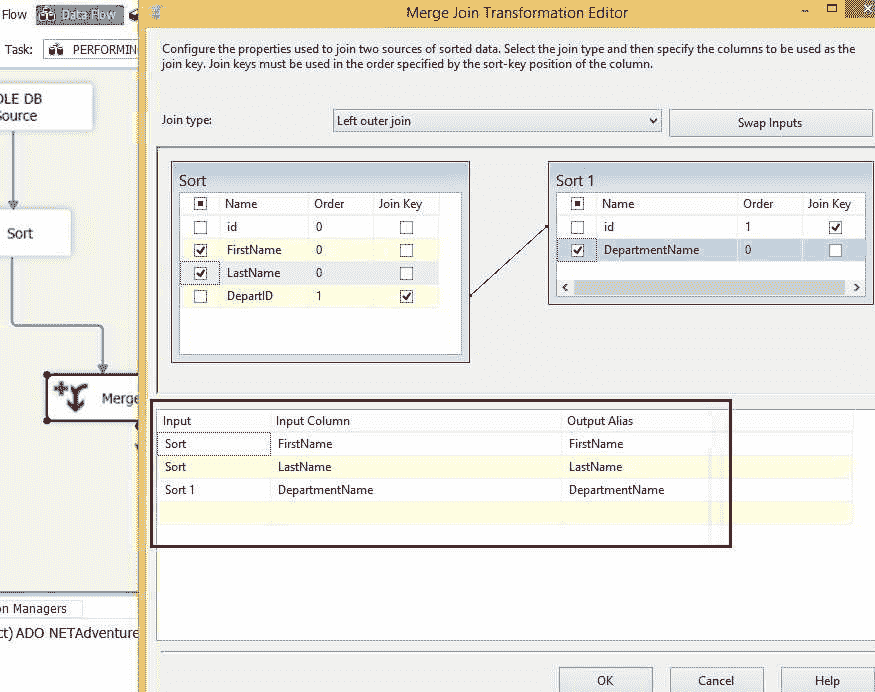 Flow Data Flow
Merge Join Transformation Editor
Task: PERFORMIN
Configure the properties used to join two sources of sorted data. Select the join type and then specify the columns to be used as the
join key. Join keys must be used in the order specified by the sort-key position of the column.
OLE DB
Source
Join type: Left outer join Swap Inputs
Sort
Name Order Join Key
id 0
FirstName 0
LastName 0
DepartID 1
Sort 1
Name Order Join Key
id 1
DepartmentName 0
Sort
Merge
Input Input Column Output Alias
Sort FirstName FirstName
Sort LastName LastName
Sort 1 DepartmentName DepartmentName
on Managers
ct) ADO NETAdventure
OK Cancel Help